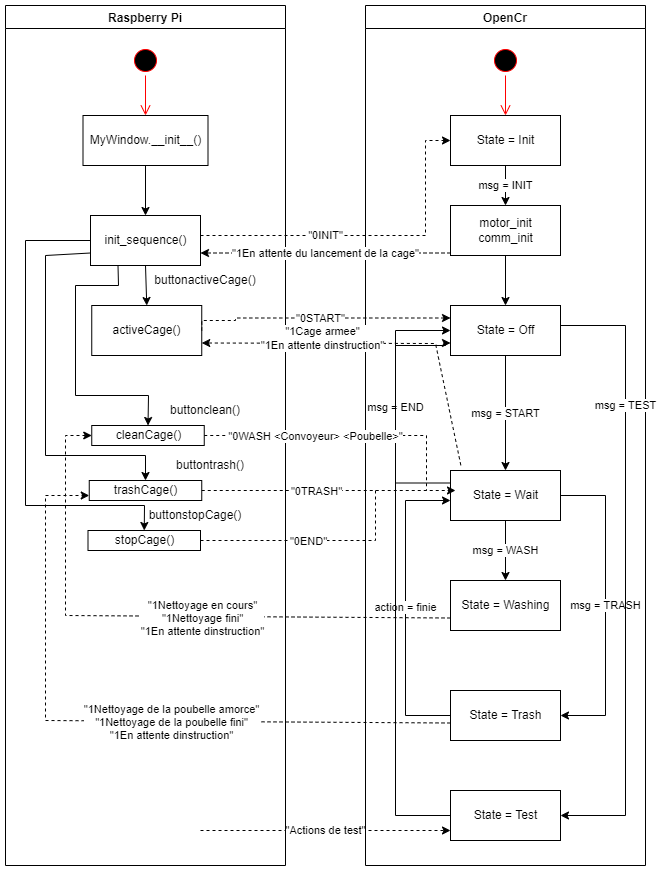 Raspberry Pi
OpenCr
MyWindow.__init__()
State = Init
msg = INIT
init_sequence()
"0INIT"
motor_init
comm_init
"1En attente du lancement de la cage"
buttonactiveCage()
activeCage()
"0START"
"1Cage armee"
"1En attente dinstruction"
State = Off
msg = TEST
msg = END
msg = START
buttonclean()
cleanCage()
"0WASH <Convoyeur> <Poubelle>"
buttontrash()
trashCage()
"0TRASH"
State = Wait
buttonstopCage()
stopCage()
"0END"
msg = WASH
"1Nettoyage en cours"
"1Nettoyage fini"
"1En attente dinstruction"
action = finie
State = Washing
msg = TRASH
"1Nettoyage de la poubelle amorce"
"1Nettoyage de la poubelle fini"
"1En attente dinstruction"
State = Trash
"Actions de test"
State = Test